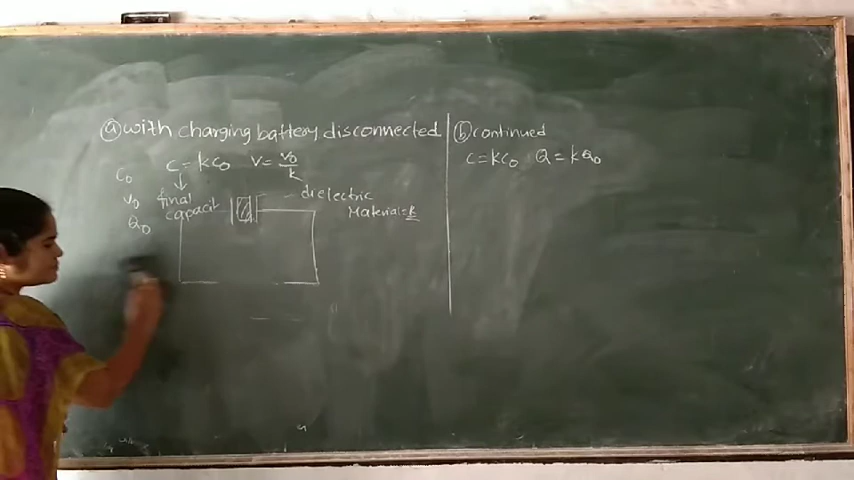 ⓐ with charging battery disconnected
C₀ C = kC₀ V = V₀/k
V₀ final
capacit
Q₀
dielectric
Material = k
ⓑ continued
C = kC₀ Q = kQ₀